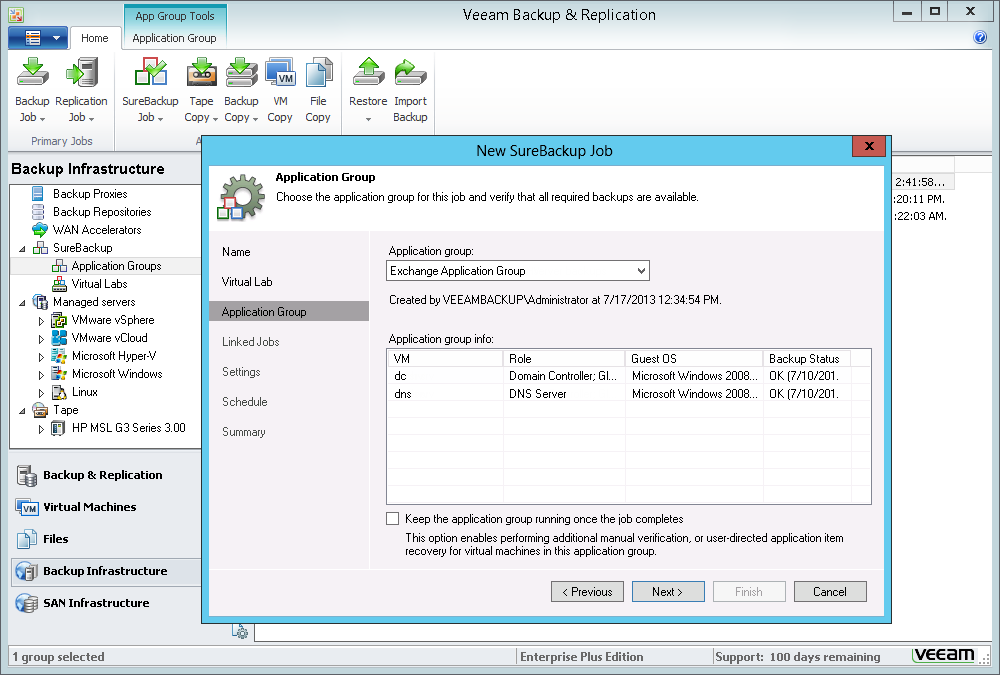 App Group Tools
Veeam Backup & Replication
Home
Application Group
Backup Job
Replication Job
SureBackup Job
Tape Copy
Backup Copy
VM
VM Copy
File Copy
Restore
Import Backup
Primary Jobs
A
Backup Infrastructure
Backup Proxies
Backup Repositories
WAN Accelerators
SureBackup
Application Groups
Virtual Labs
Managed servers
VMware vSphere
VMware vCloud
Microsoft Hyper-V
Microsoft Windows
Linux
Tape
HP MSL G3 Series 3.00
Backup & Replication
VM
Virtual Machines
Files
Backup Infrastructure
SAN Infrastructure
2:41:58...
:20:11 PM.
:22:03 AM.
New SureBackup Job
X
Application Group
Choose the application group for this job and verify that all required backups are available.
Name
Virtual Lab
Application Group
Linked Jobs
Settings
Schedule
Summary
Application group:
Exchange Application Group
Created by VEEAMBACKUP\Administrator at 7/17/2013 12:34:54 PM.
Application group info:
VM Role Guest OS Backup Status
dc Domain Controller; Gl... Microsoft Windows 2008... OK (7/10/201.
dns DNS Server Microsoft Windows 2008... OK (7/10/201.
Keep the application group running once the job completes
This option enables performing additional manual verification, or user-directed application item
recovery for virtual machines in this application group.
< Previous Next > Finish Cancel
1 group selected
Enterprise Plus Edition
Support: 100 days remaining
veeam